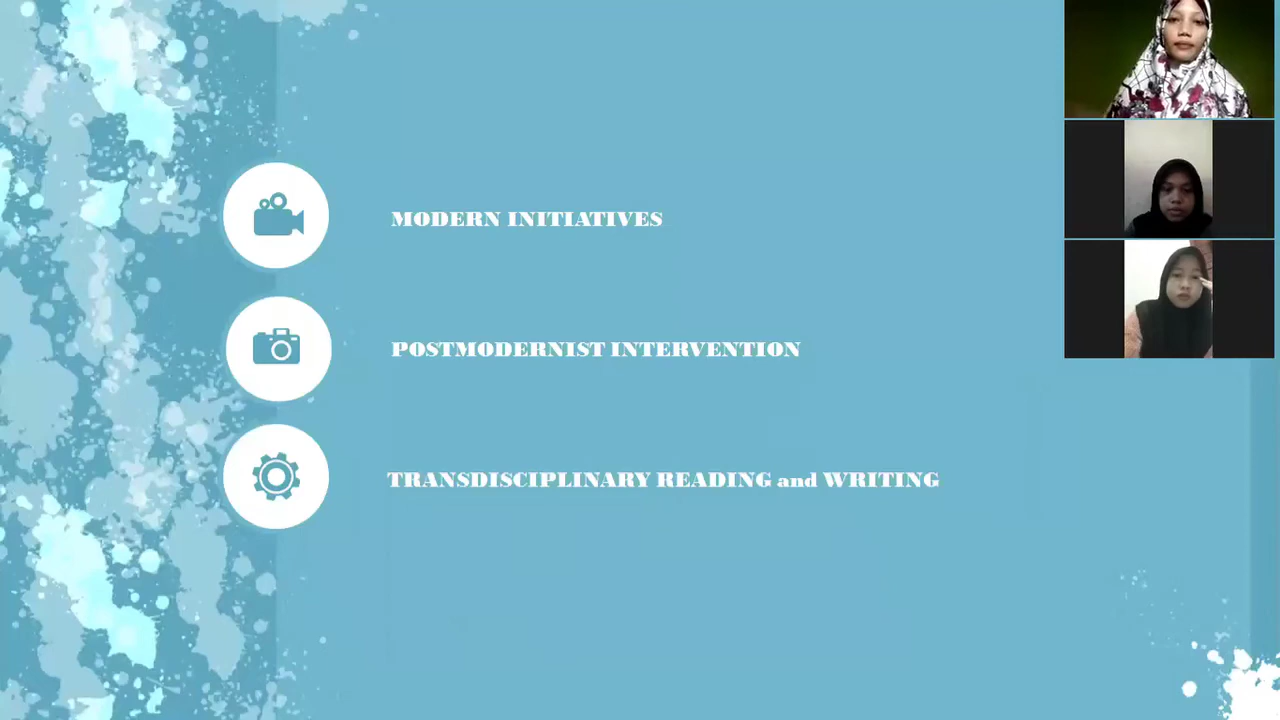 MODERN INITIATIVES
POSTMODERNIST INTERVENTION
TRANSDISCIPLINARY READING and WRITING